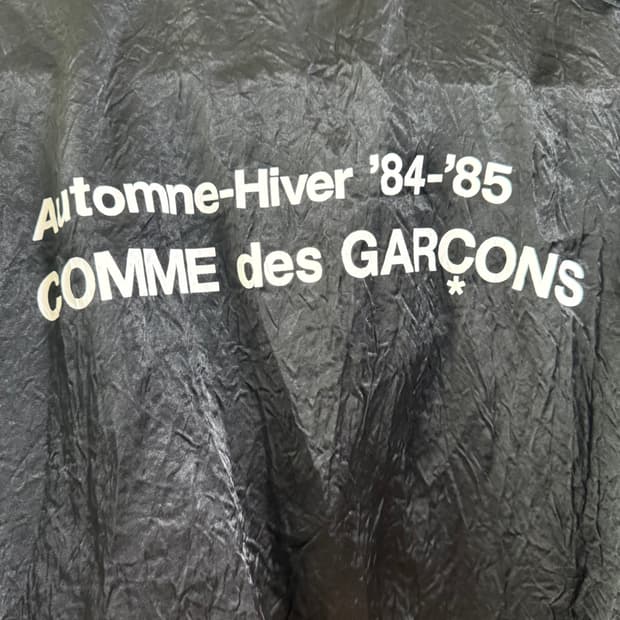 Automne-Hiver '84-'85
COMME des GARÇONS
*